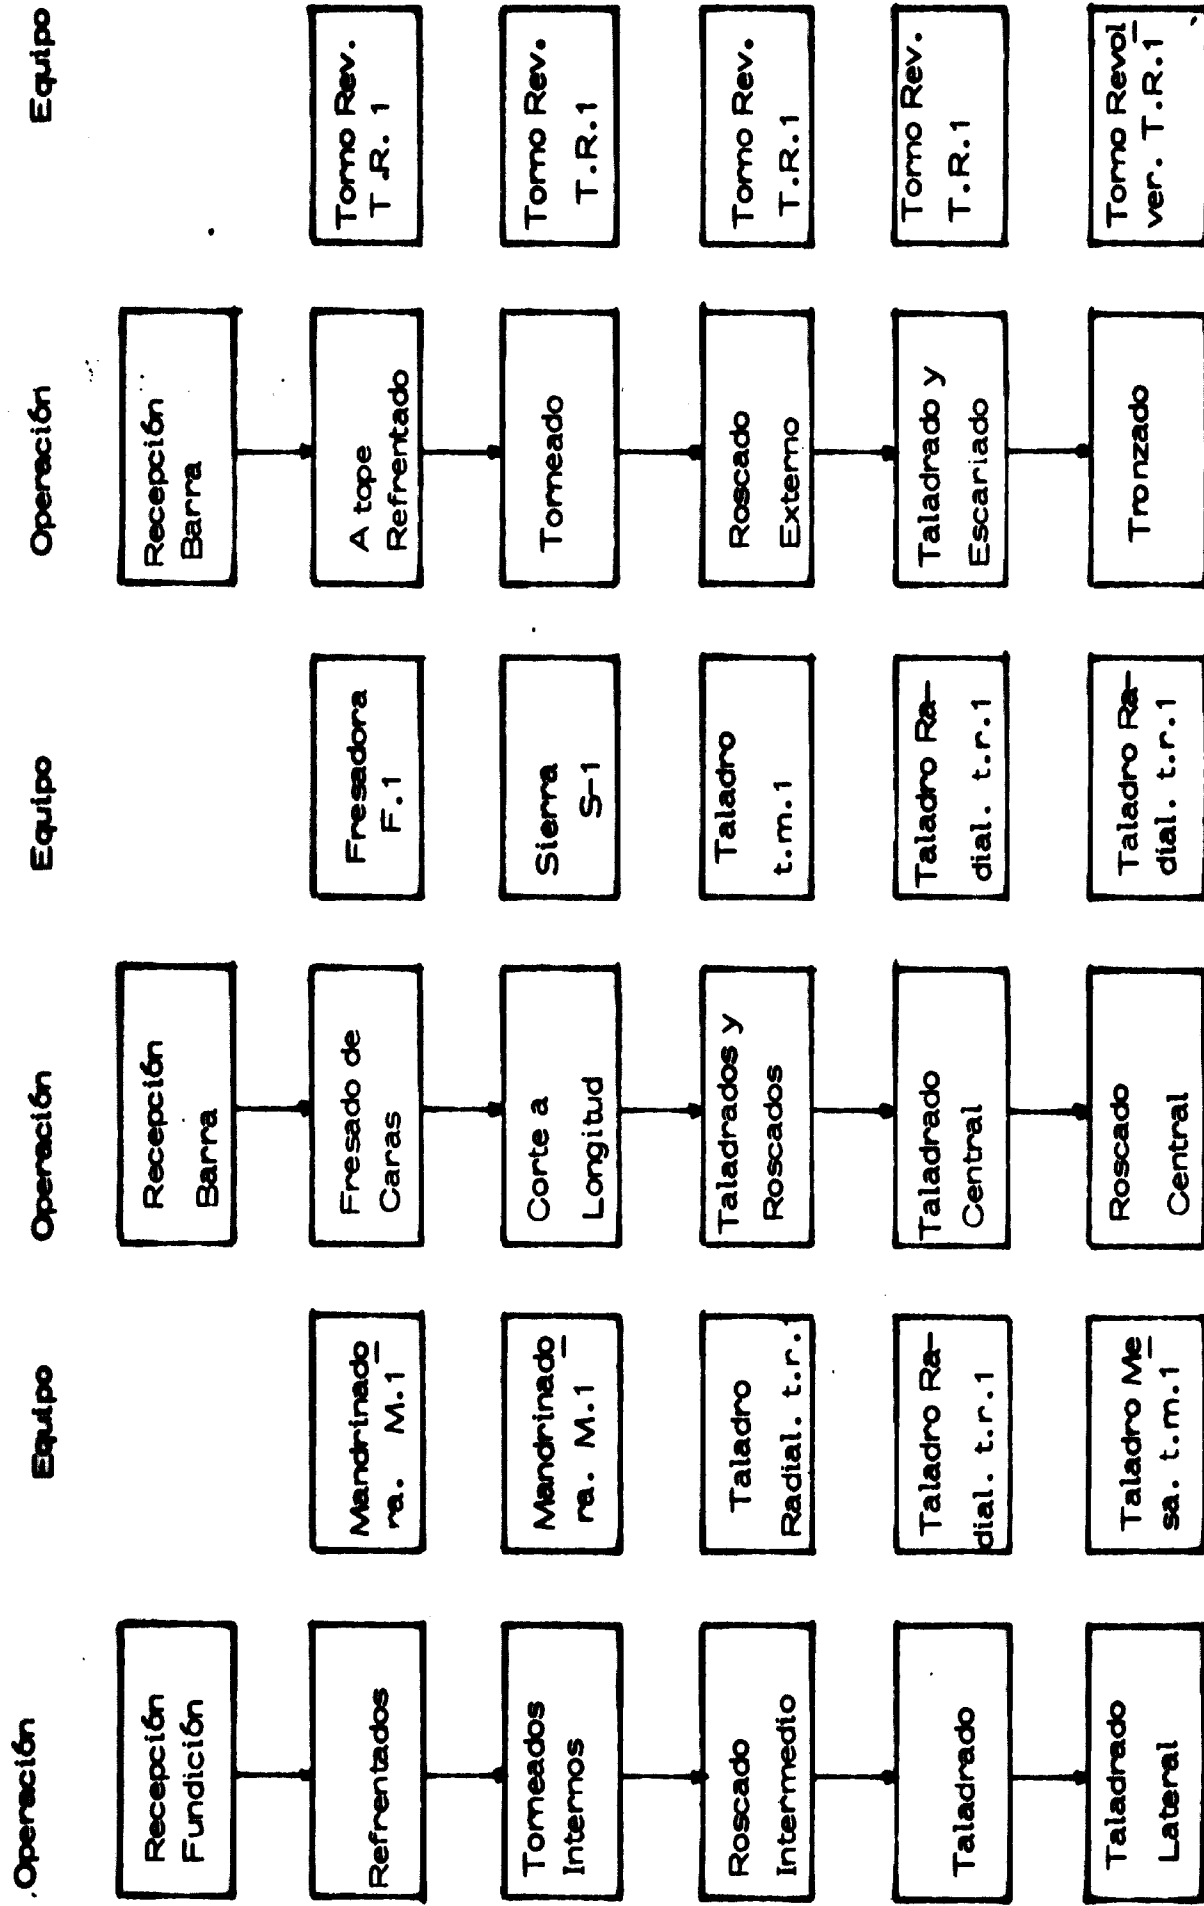 Operación
Equipo
Operación
Equipo
Operación
Equipo
Recepción
Fundición
Recepción
Barra
Recepción
Barra
Refrentados
Mandrinado
ra. M.1
Fresado de
Caras
Fresadora
F.1
A tope
Refrentado
Torno Rev.
T.R. 1
Torneados
Internos
Mandrinado
ra. M.1
Corte a
Longitud
Sierra
S-1
Torneado
Torno Rev.
T.R.1
Roscado
Intermedio
Taladro
Radial. t.r.1
Taladrados y
Roscados
Taladro
t.m.1
Roscado
Externo
Torno Rev.
T.R.1
Taladrado
Taladro Ra-
dial. t.r.1
Taladrado
Central
Taladro Ra-
dial. t.r.1
Taladrado y
Escariado
Torno Rev.
T.R.1
Taladrado
Lateral
Taladro Me
sa. t.m.1
Roscado
Central
Taladro Ra-
dial. t.r.1
Tronzado
Torno Revol
ver. T.R.1